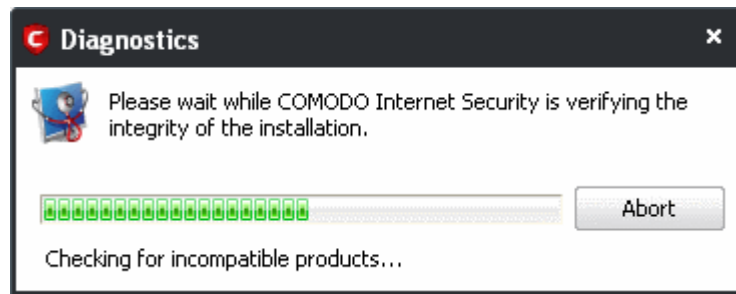 Diagnostics
Please wait while COMODO Internet Security is verifying the
integrity of the installation.
Abort
Checking for incompatible products...